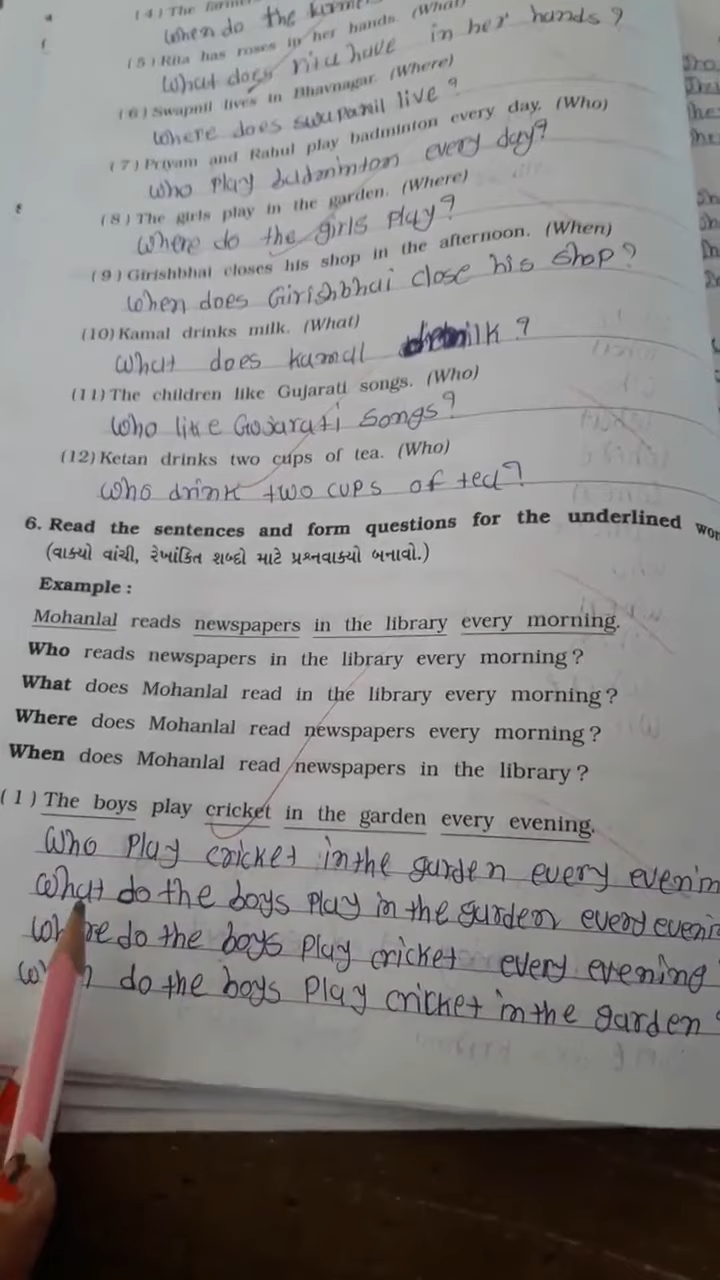 (4) The farmer
When do the farme
(5) Rita has roses in her hands. (What)
What does rita have in her hands?
(6) Swapnil lives in Bhavnagar. (Where)
Where does swapanil live?
(7) Priyam and Rahul play badminton every day. (Who)
Who play badminton every day?
(8) The girls play in the garden. (Where)
Where do the girls play?
(9) Girishbhai closes his shop in the afternoon. (When)
When does Girishbhai close his shop?
(10) Kamal drinks milk. (What)
What does kamal ?
(11) The children like Gujarati songs. (Who)
Who like Gojarati songs?
(12) Ketan drinks two cups of tea. (Who)
Who drink two cups of tea?
6. Read the sentences and form questions for the underlined wor
(વાક્યો વાંચી, રેખાંકિત શબ્દો માટે પ્રશ્નવાક્યો બનાવો.)
Example :
Mohanlal reads newspapers in the library every morning.
Who reads newspapers in the library every morning?
What does Mohanlal read in the library every morning?
Where does Mohanlal read newspapers every morning?
When does Mohanlal read newspapers in the library?
(1) The boys play cricket in the garden every evening.
Who play cricket in the garden every evenin
What do the boys play in the garden every eveni
Where do the boys play cricket every evening
do the boys play cricket in the garden ?